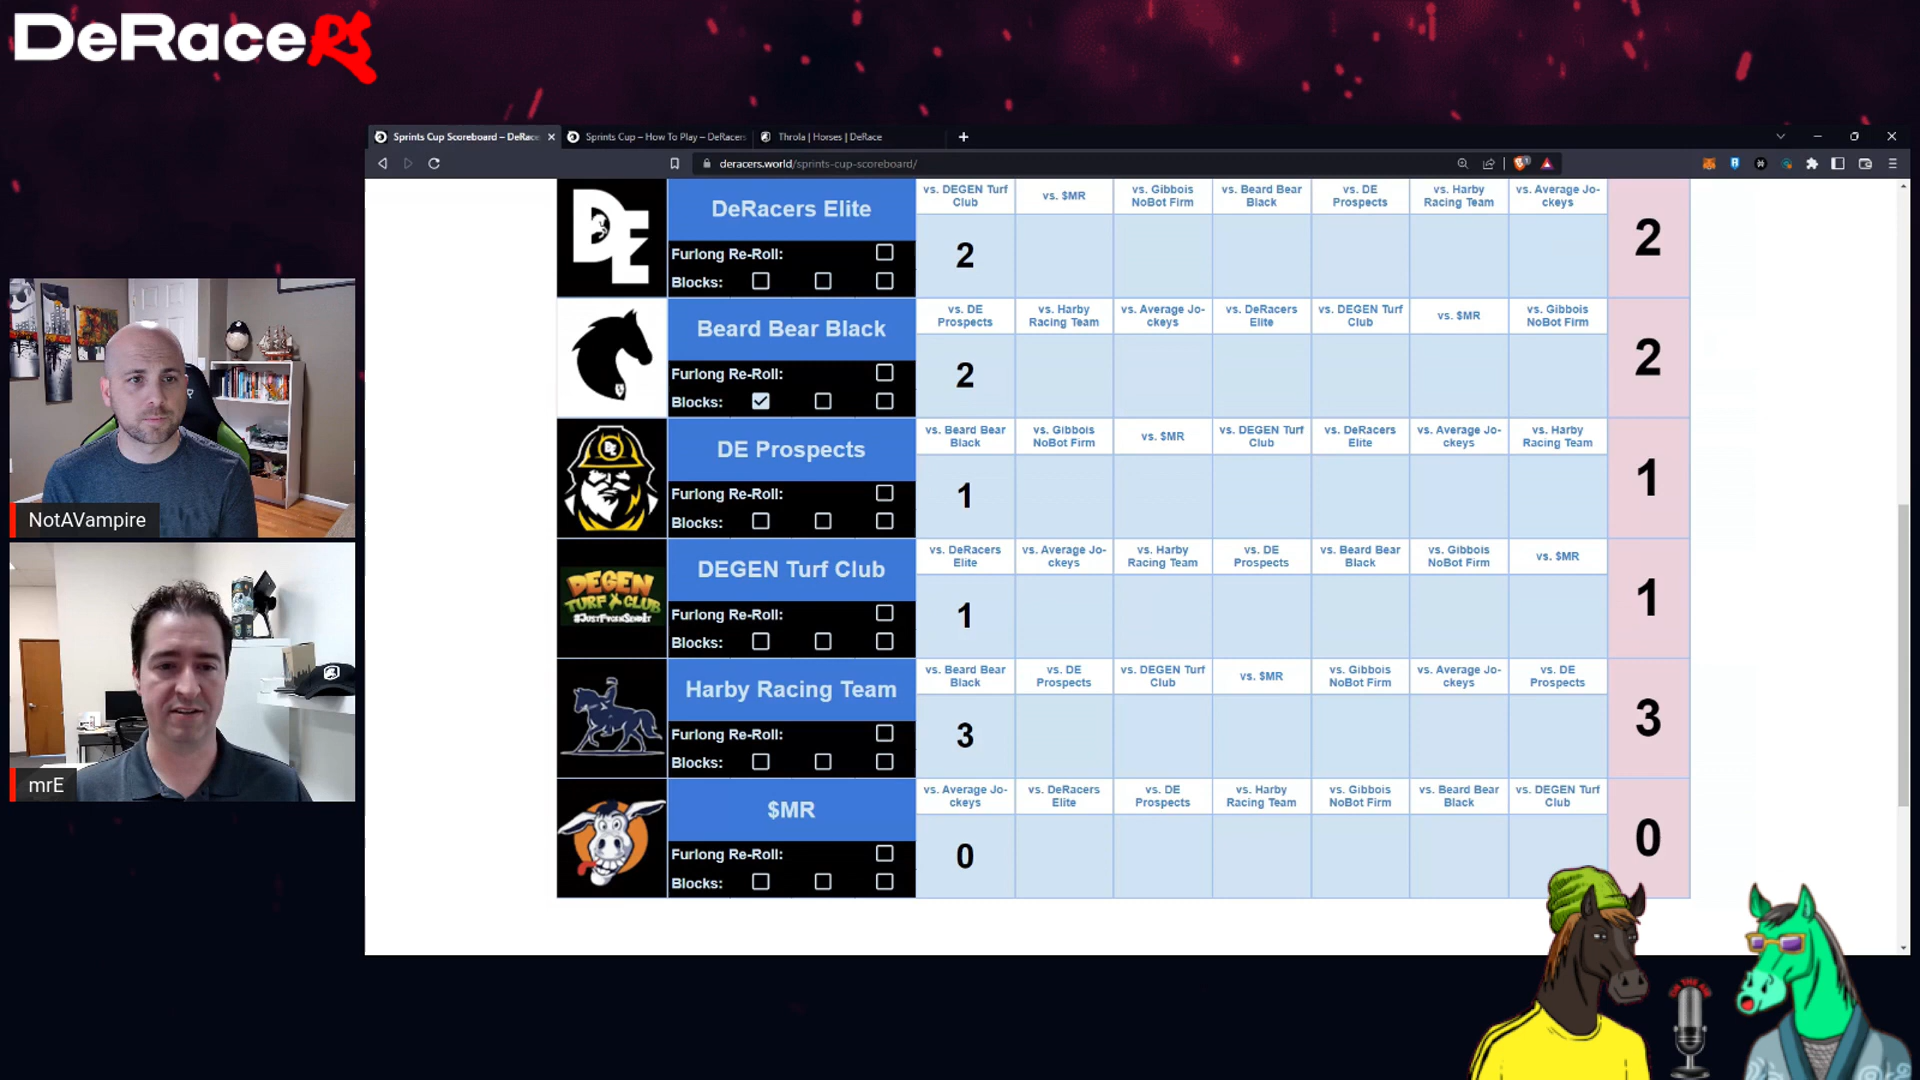 DeRaceRS
Sprints Cup Scoreboard – DeRace
Sprints Cup – How To Play – DeRacers
Throla | Horses | DeRace
deracers.world/sprints-cup-scoreboard/
DE
DeRacers Elite
Furlong Re-Roll:
Blocks:
vs. DEGEN Turf Club
vs. $MR
vs. Gibbois NoBot Firm
vs. Beard Bear Black
vs. DE Prospects
vs. Harby Racing Team
vs. Average Jo-ckeys
2
2
Beard Bear Black
Furlong Re-Roll:
Blocks:
vs. DE Prospects
vs. Harby Racing Team
vs. Average Jo-ckeys
vs. DeRacers Elite
vs. DEGEN Turf Club
vs. $MR
vs. Gibbois NoBot Firm
2
2
DE
DE Prospects
Furlong Re-Roll:
Blocks:
vs. Beard Bear Black
vs. Gibbois NoBot Firm
vs. $MR
vs. DEGEN Turf Club
vs. DeRacers Elite
vs. Average Jo-ckeys
vs. Harby Racing Team
1
1
DEGEN
TURF CLUB
#JUSTFUCKNSENDIT
DEGEN Turf Club
Furlong Re-Roll:
Blocks:
vs. DeRacers Elite
vs. Average Jo-ckeys
vs. Harby Racing Team
vs. DE Prospects
vs. Beard Bear Black
vs. Gibbois NoBot Firm
vs. $MR
1
1
Harby Racing Team
Furlong Re-Roll:
Blocks:
vs. Beard Bear Black
vs. DE Prospects
vs. DEGEN Turf Club
vs. $MR
vs. Gibbois NoBot Firm
vs. Average Jo-ckeys
vs. DE Prospects
3
3
$MR
Furlong Re-Roll:
Blocks:
vs. Average Jo-ckeys
vs. DeRacers Elite
vs. DE Prospects
vs. Harby Racing Team
vs. Gibbois NoBot Firm
vs. Beard Bear Black
vs. DEGEN Turf Club
0
0
NotAVampire
mrE
ON THE AIR